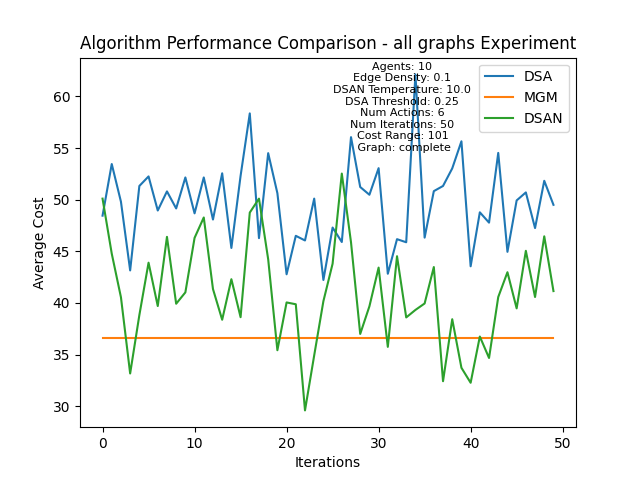 Algorithm Performance Comparison - all graphs Experiment
Agents: 10
Edge Density: 0.1
DSAN Temperature: 10.0
DSA Threshold: 0.25
Num Actions: 6
Num Iterations: 50
Cost Range: 101
Graph: complete
DSA
MGM
DSAN
Average Cost
60
55
50
45
40
35
30
0 10 20 30 40 50
Iterations